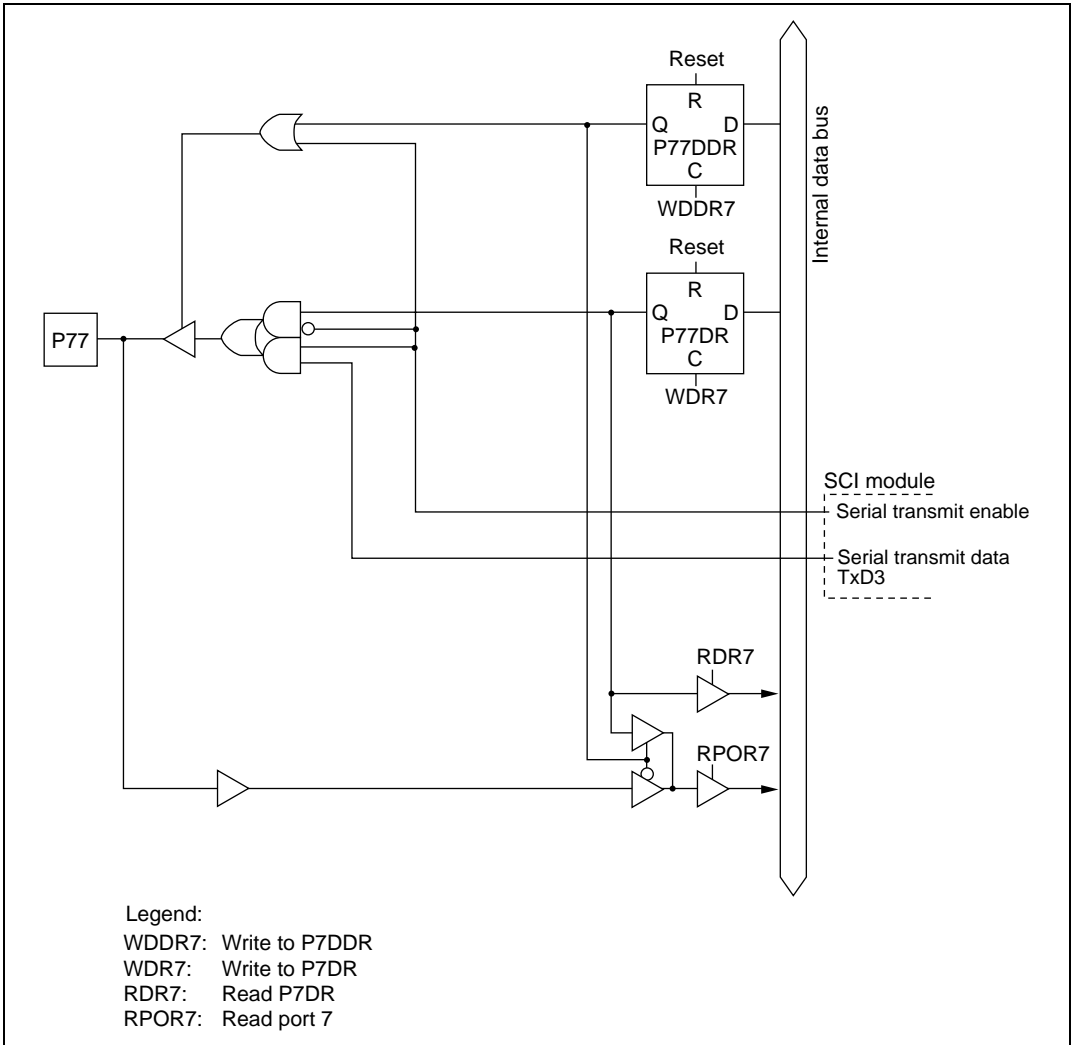 Reset
R
Q D
P77DDR
C
WDDR7
Internal data bus
Reset
R
Q D
P77DR
C
WDR7
P77
SCI module
Serial transmit enable
Serial transmit data
TxD3
RDR7
RPOR7
Legend:
WDDR7: Write to P7DDR
WDR7: Write to P7DR
RDR7: Read P7DR
RPOR7: Read port 7